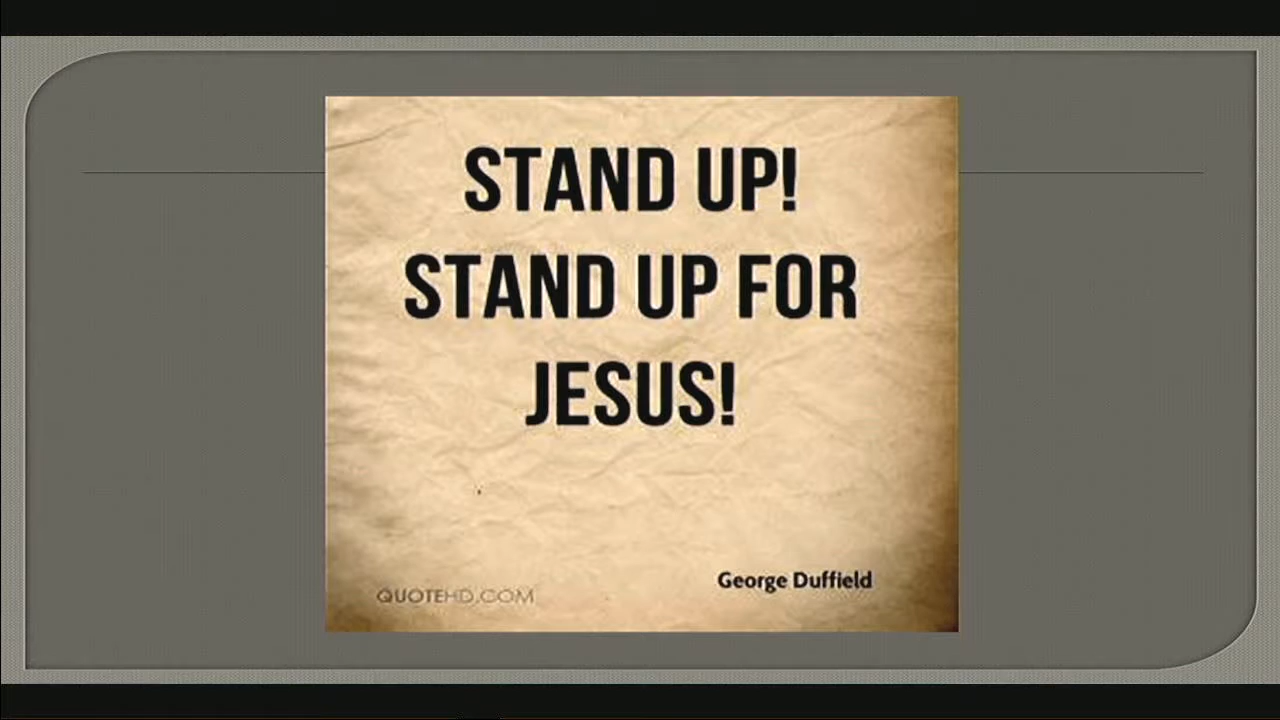 STAND UP!
STAND UP FOR
JESUS!
George Duffield
QUOTEHD.COM